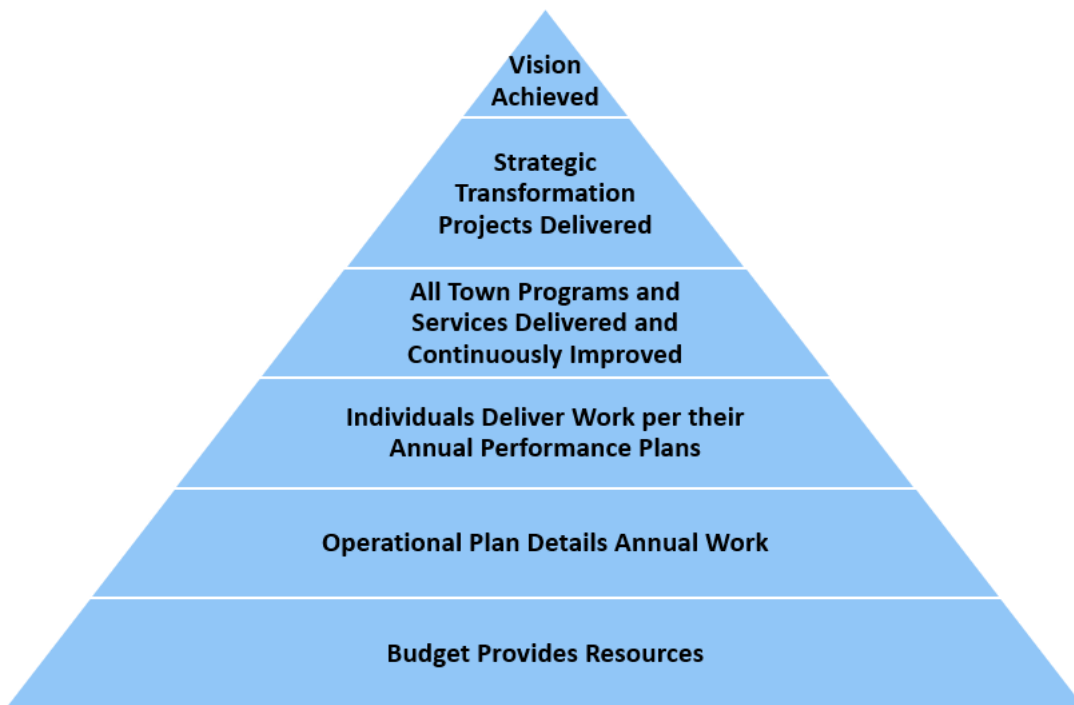 Vision
Achieved
Strategic
Transformation
Projects Delivered
All Town Programs and
Services Delivered and
Continuously Improved
Individuals Deliver Work per their
Annual Performance Plans
Operational Plan Details Annual Work
Budget Provides Resources